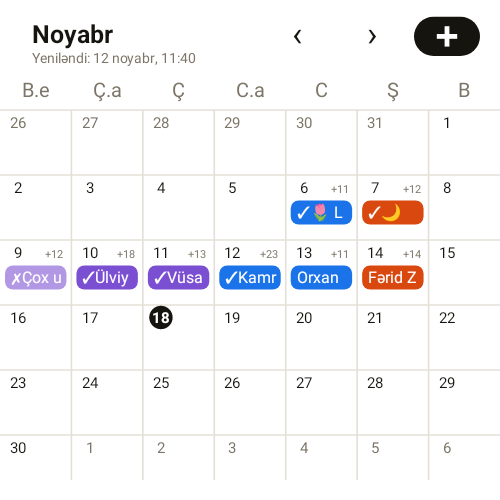 Noyabr
‹ › +
Yeniləndi: 12 noyabr, 11:40
B.e Ç.a Ç C.a C Ş B
26 27 28 29 30 31 1
2 3 4 5 6 +11 7 +12 8
✓🌷 L ✓🌙
9 +12 10 +18 11 +13 12 +23 13 +11 14 +14 15
✗Çox u ✓Ülviy ✓Vüsa ✓Kamr Orxan Fərid Z
16 17 18 19 20 21 22
23 24 25 26 27 28 29
30 1 2 3 4 5 6